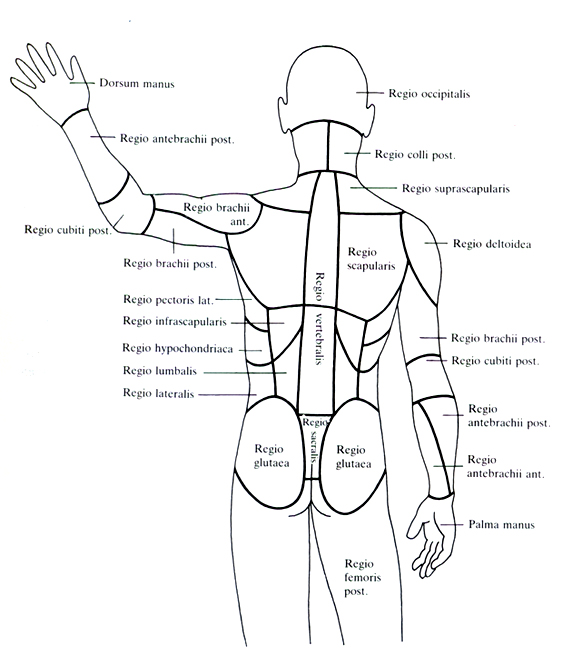 Dorsum manus
Regio occipitalis
Regio antebrachii post.
Regio colli post.
Regio suprascapularis
Regio brachii
ant.
Regio cubiti post.
Regio deltoidea
Regio
scapularis
Regio brachii post.
Regio vertebralis
Regio pectoris lat.
Regio infrascapularis
Regio brachii post.
Regio hypochondriaca
Regio cubiti post.
Regio lumbalis
Regio lateralis
Regio
antebrachii post.
Regio
sacralis
Regio
glutaea
Regio
glutaea
Regio
antebrachii ant.
Palma manus
Regio
femoris
post.